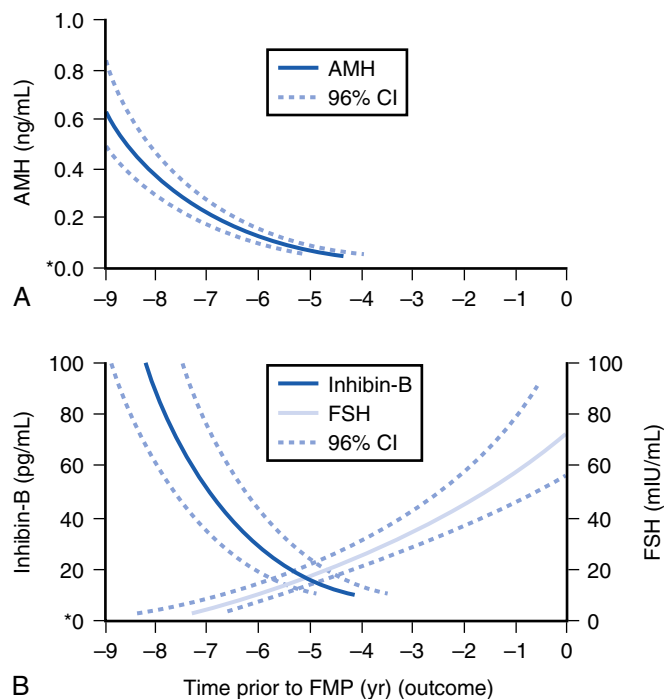 1.0
0.8
0.6
0.4
0.2
*0.0
AMH (ng/mL)
AMH
96% CI
A
–9 –8 –7 –6 –5 –4 –3 –2 –1 0
100
80
60
40
20
*0
Inhibin-B (pg/mL)
Inhibin-B
FSH
96% CI
100
80
60
40
20
0
FSH (mIU/mL)
–9 –8 –7 –6 –5 –4 –3 –2 –1 0
B
Time prior to FMP (yr) (outcome)